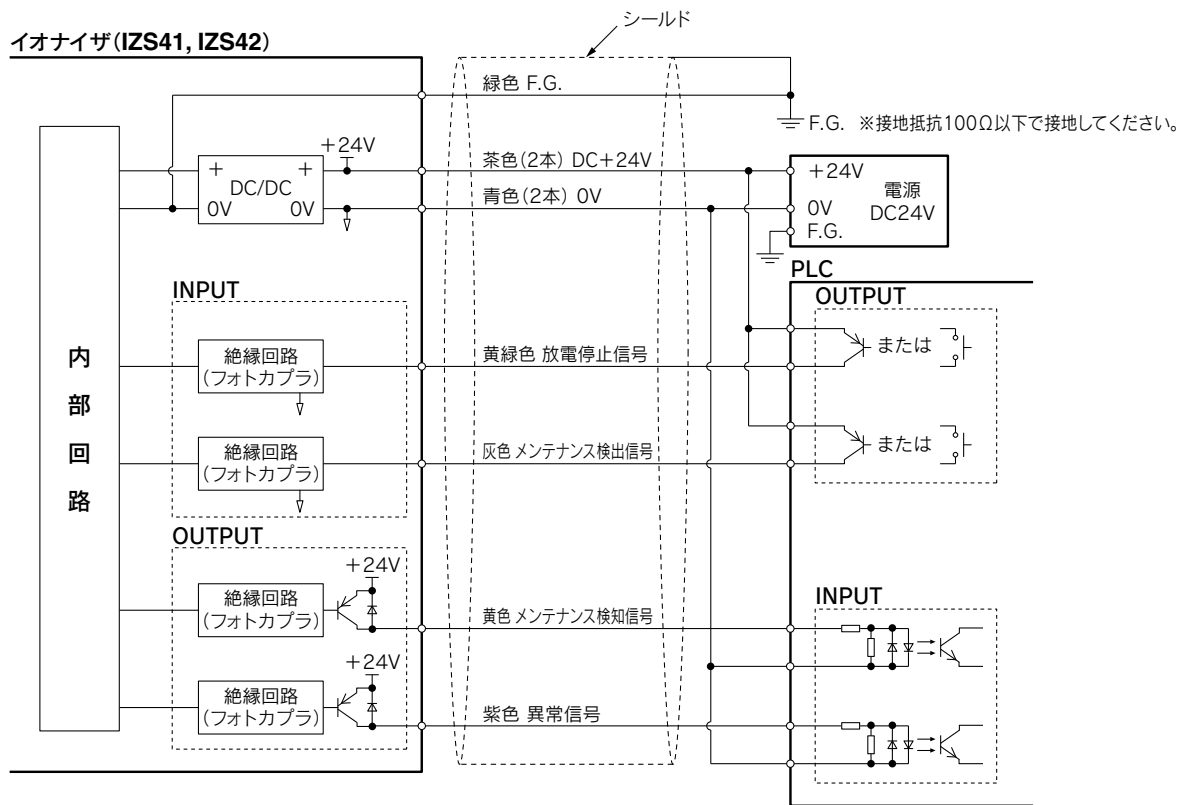 シールド
イオナイザ(IZS41, IZS42)
緑色 F.G.
F.G. ※接地抵抗100Ω以下で接地してください。
+24V
茶色(2本) DC+24V
+ +
DC/DC
0V 0V
青色(2本) 0V
+24V
0V
F.G.
電源
DC24V
PLC
INPUT
OUTPUT
絶縁回路
(フォトカプラ)
黄緑色 放電停止信号
または
絶縁回路
(フォトカプラ)
灰色 メンテナンス検出信号
または
内部回路
OUTPUT
+24V
絶縁回路
(フォトカプラ)
黄色 メンテナンス検知信号
INPUT
+24V
絶縁回路
(フォトカプラ)
紫色 異常信号